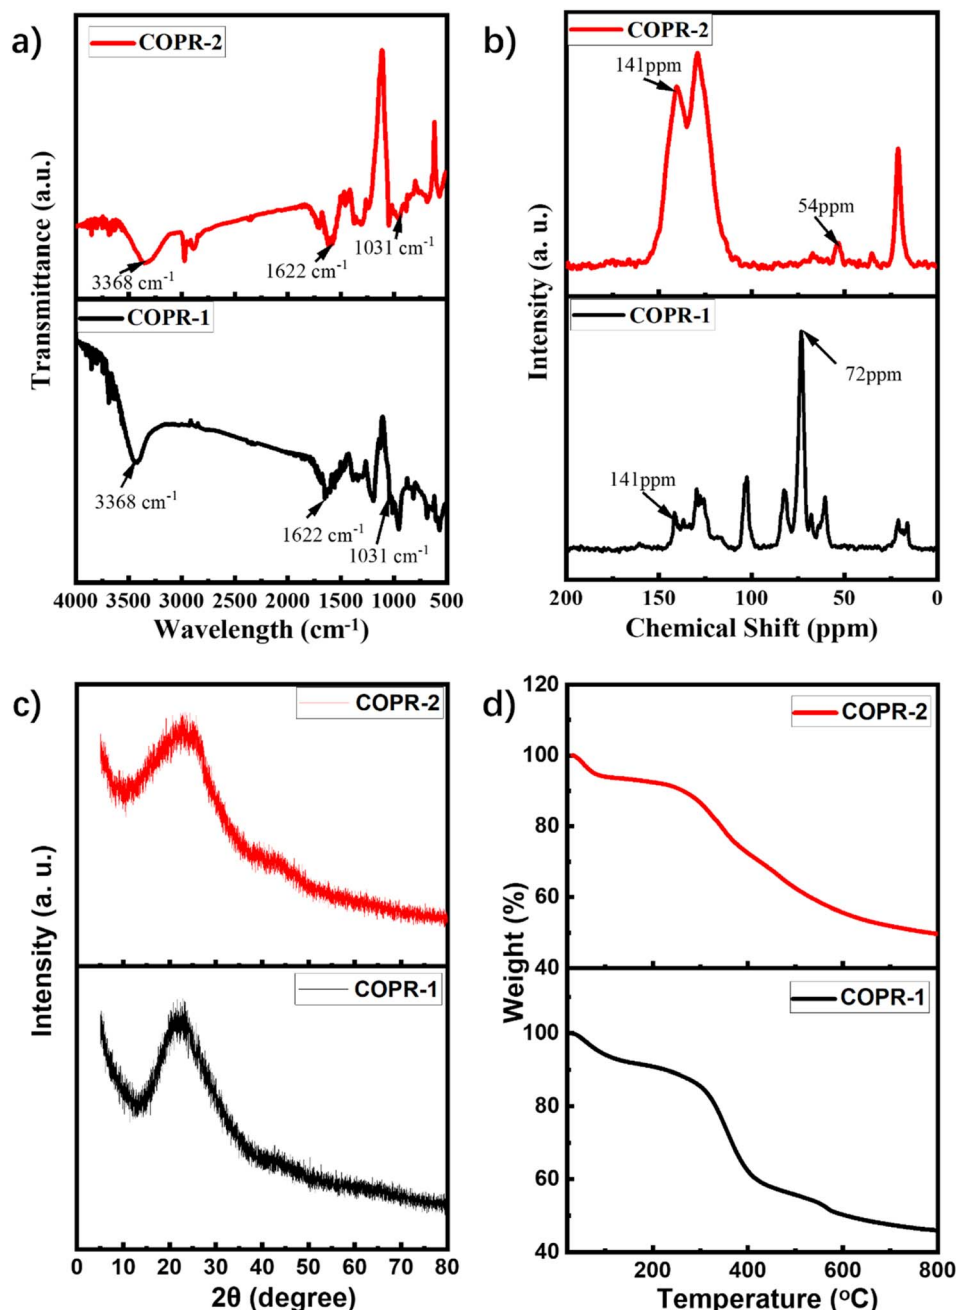 a)
COPR-2
3368 cm-1
1622 cm-1
1031 cm-1
COPR-1
3368 cm-1
1622 cm-1
1031 cm-1
Transmittance (a.u.)
4000 3500 3000 2500 2000 1500 1000 500
Wavelength (cm-1)
b)
COPR-2
141ppm
54ppm
COPR-1
72ppm
141ppm
Intensity (a. u.)
200 150 100 50 0
Chemical Shift (ppm)
c)
COPR-2
COPR-1
Intensity (a. u.)
0 10 20 30 40 50 60 70 80
2θ (degree)
d)
120
COPR-2
100
80
60
40
COPR-1
100
80
60
40
Weight (%)
200 400 600 800
Temperature (oC)